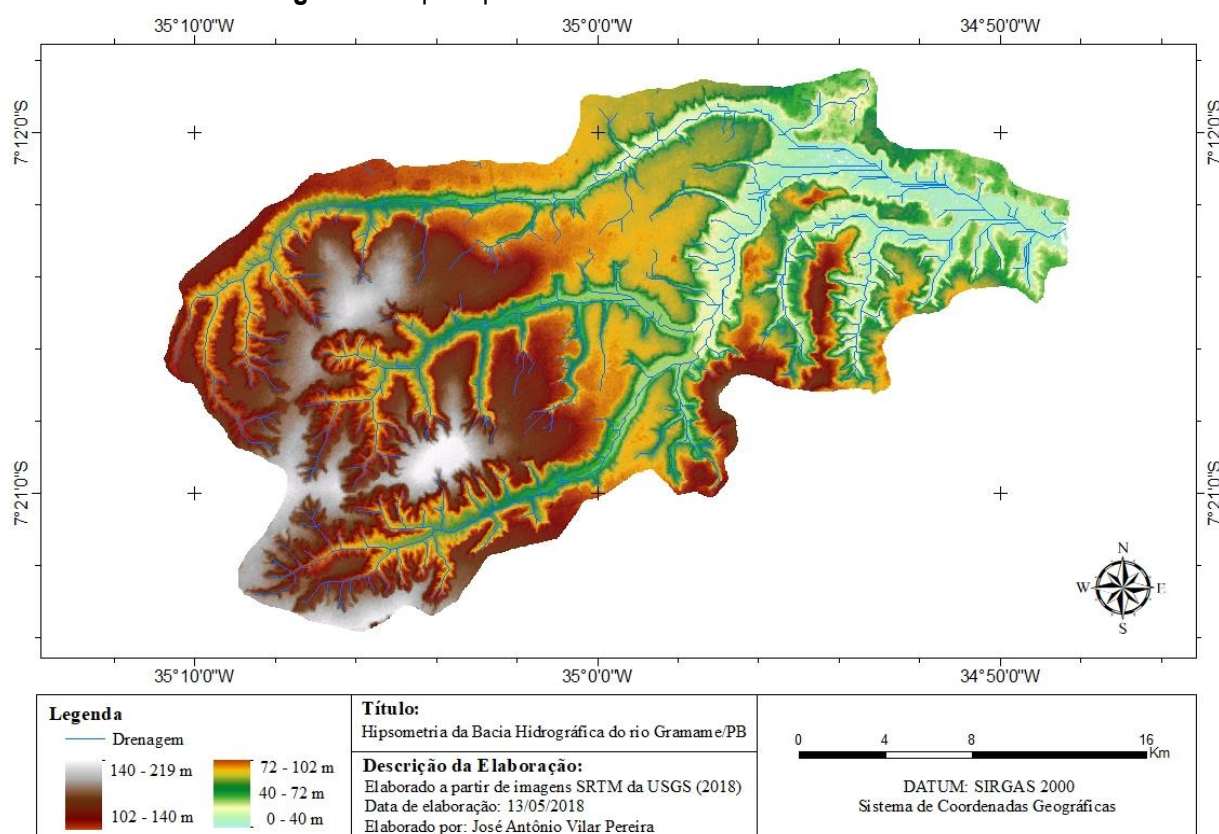 35°10'0"W 35°0'0"W 34°50'0"W
7°12'0"S 7°12'0"S
7°21'0"S 7°21'0"S
N
W E
S
35°10'0"W 35°0'0"W 34°50'0"W
Legenda
Drenagem
140 - 219 m
102 - 140 m
72 - 102 m
40 - 72 m
0 - 40 m
Título:
Hipsometria da Bacia Hidrográfica do rio Gramame/PB
Descrição da Elaboração:
Elaborado a partir de imagens SRTM da USGS (2018)
Data de elaboração: 13/05/2018
Elaborado por: José Antônio Vilar Pereira
0 4 8 16
Km
DATUM: SIRGAS 2000
Sistema de Coordenadas Geográficas